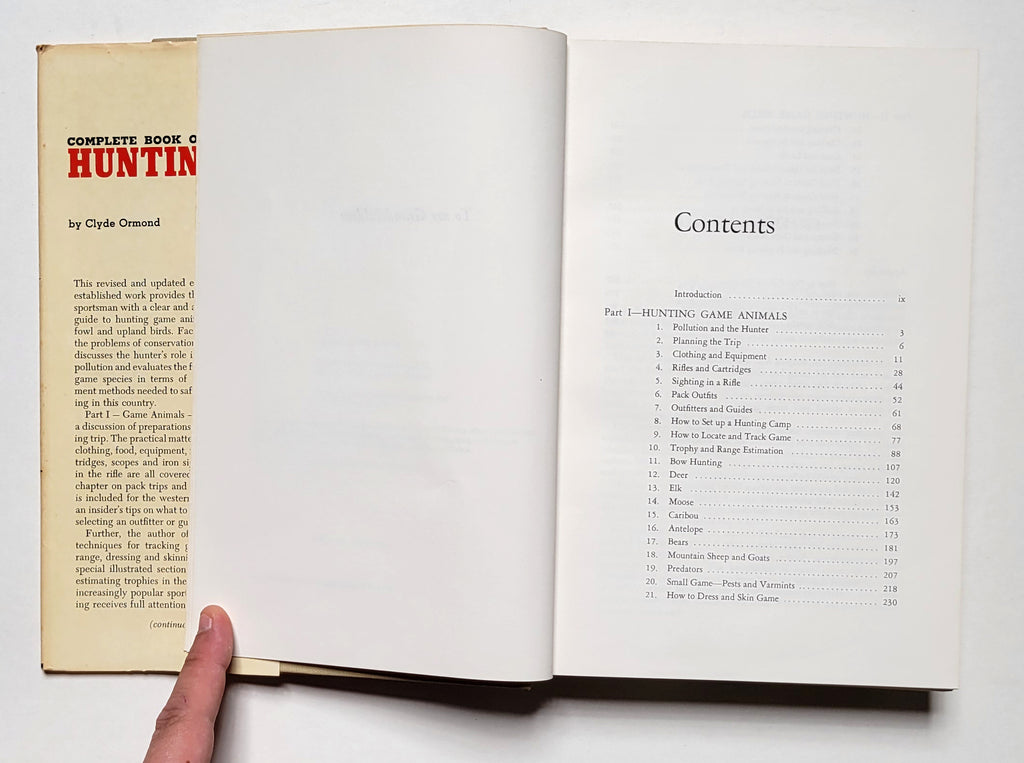 COMPLETE BOOK O
HUNTIN
by Clyde Ormond
This revised and updated e
established work provides th
sportsman with a clear and a
guide to hunting game ani
fowl and upland birds. Fac
the problems of conservation
discusses the hunter's role i
pollution and evaluates the f
game species in terms of
ment methods needed to saf
ing in this country.
Part I — Game Animals –
a discussion of preparations
ing trip. The practical matte
clothing, food, equipment,
tridges, scopes and iron si
in the rifle are all covered
chapter on pack trips and
is included for the western
an insider's tips on what to
selecting an outfitter or gu
Further, the author of
techniques for tracking g
range, dressing and skinni
special illustrated section
estimating trophies in the
increasingly popular spor
ing receives full attention
(continue
Contents
Introduction ix
Part I—HUNTING GAME ANIMALS
1. Pollution and the Hunter 3
2. Planning the Trip 6
3. Clothing and Equipment 11
4. Rifles and Cartridges 28
5. Sighting in a Rifle 44
6. Pack Outfits 52
7. Outfitters and Guides 61
8. How to Set up a Hunting Camp 68
9. How to Locate and Track Game 77
10. Trophy and Range Estimation 88
11. Bow Hunting 107
12. Deer 120
13. Elk 142
14. Moose 153
15. Caribou 163
16. Antelope 173
17. Bears 181
18. Mountain Sheep and Goats 197
19. Predators 207
20. Small Game—Pests and Varmints 218
21. How to Dress and Skin Game 230